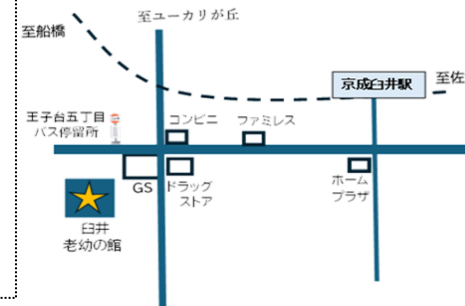 至ユーカリが丘
至船橋
京成臼井駅
至佐
王子台五丁目
バス停留所
コンビニ
ファミレス
GS
ドラッグ
ストア
ホーム
プラザ
臼井
老幼の館